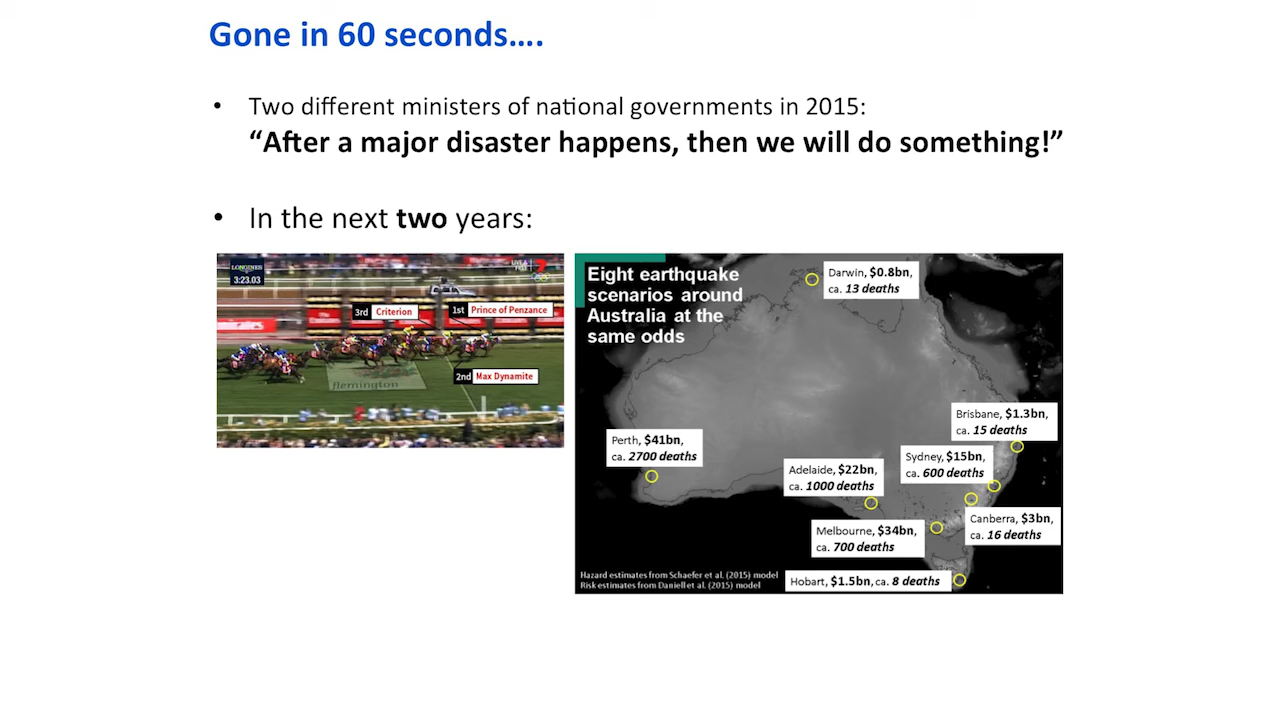 Gone in 60 seconds….
• Two different ministers of national governments in 2015:
“After a major disaster happens, then we will do something!”
• In the next two years:
LONGINES
3:23.03
3rd Criterion
1st Prince of Penzance
2nd Max Dynamite
flemington
Eight earthquake
scenarios around
Australia at the
same odds
Darwin, $0.8bn,
ca. 13 deaths
Brisbane, $1.3bn,
ca. 15 deaths
Perth, $41bn,
ca. 2700 deaths
Sydney, $15bn,
ca. 600 deaths
Adelaide, $22bn,
ca. 1000 deaths
Canberra, $3bn,
ca. 16 deaths
Melbourne, $34bn,
ca. 700 deaths
Hobart, $1.5bn, ca. 8 deaths
Hazard estimates from Schaefer et al. (2015) model
Risk estimates from Daniell et al. (2015) model